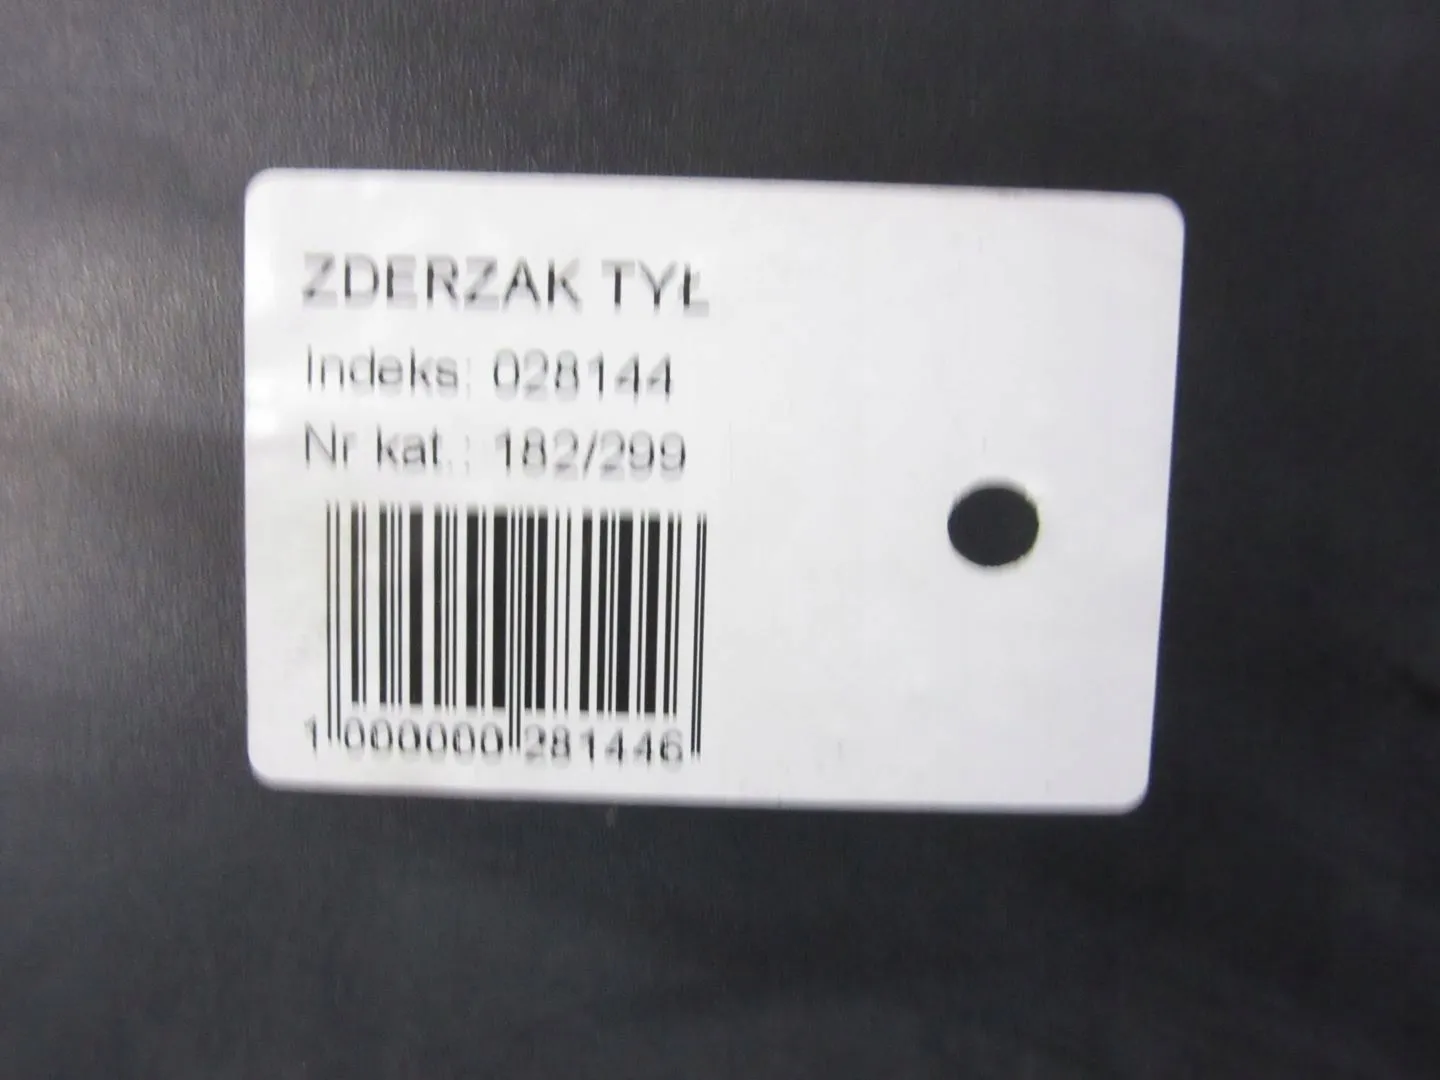 ZDERZAK TYŁ
Indeks: 028144
Nr kat.: 182/299
1 000000 281446